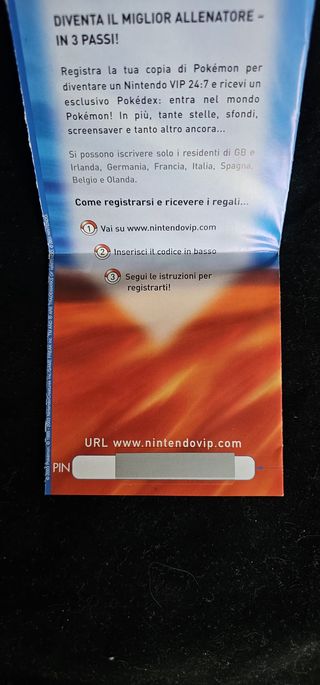 DIVENTA IL MIGLIOR ALLENATORE –
IN 3 PASSI!
Registra la tua copia di Pokémon per
diventare un Nintendo VIP 24:7 e ricevi un
esclusivo Pokédex: entra nel mondo
Pokémon! In più, tante stelle, sfondi,
screensaver e tanto altro ancora...
Si possono iscrivere solo i residenti di GB e
Irlanda, Germania, Francia, Italia, Spagna,
Belgio e Olanda.
Come registrarsi e ricevere i regali...
1 Vai su www.nintendovip.com
2 Inserisci il codice in basso
3 Segui le istruzioni per
registrarti!
URL www.nintendovip.com
PIN